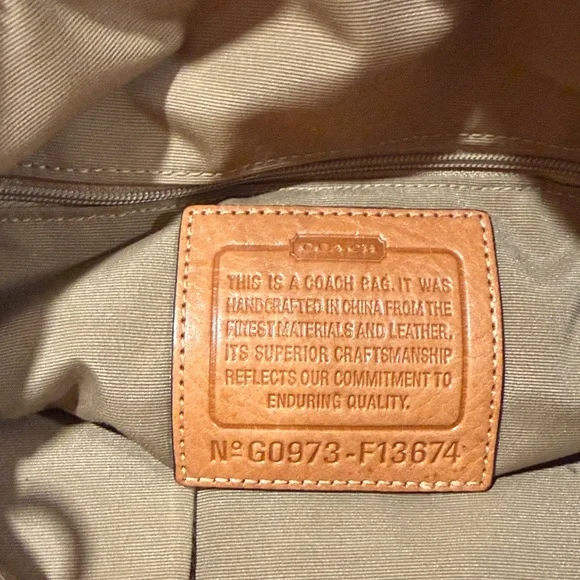 COACH
THIS IS A COACH BAG. IT WAS
HANDCRAFTED IN CHINA FROM THE
FINEST MATERIALS AND LEATHER.
ITS SUPERIOR CRAFTSMANSHIP
REFLECTS OUR COMMITMENT TO
ENDURING QUALITY.
Nº G0973-F13674